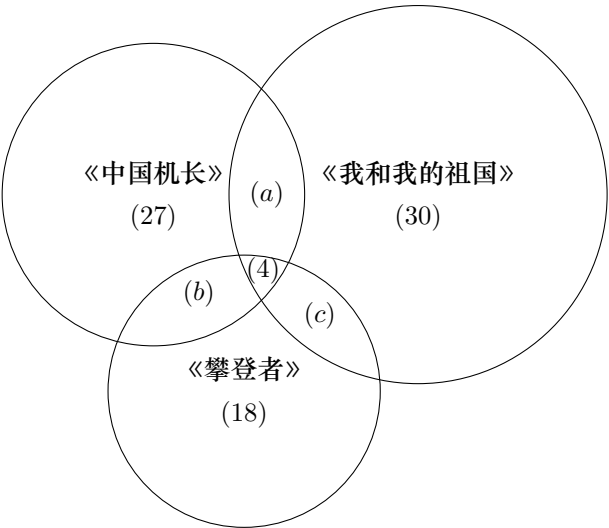 《中国机长》
(27)
《我和我的祖国》
(30)
(a)
(4)
(b)
(c)
《攀登者》
(18)